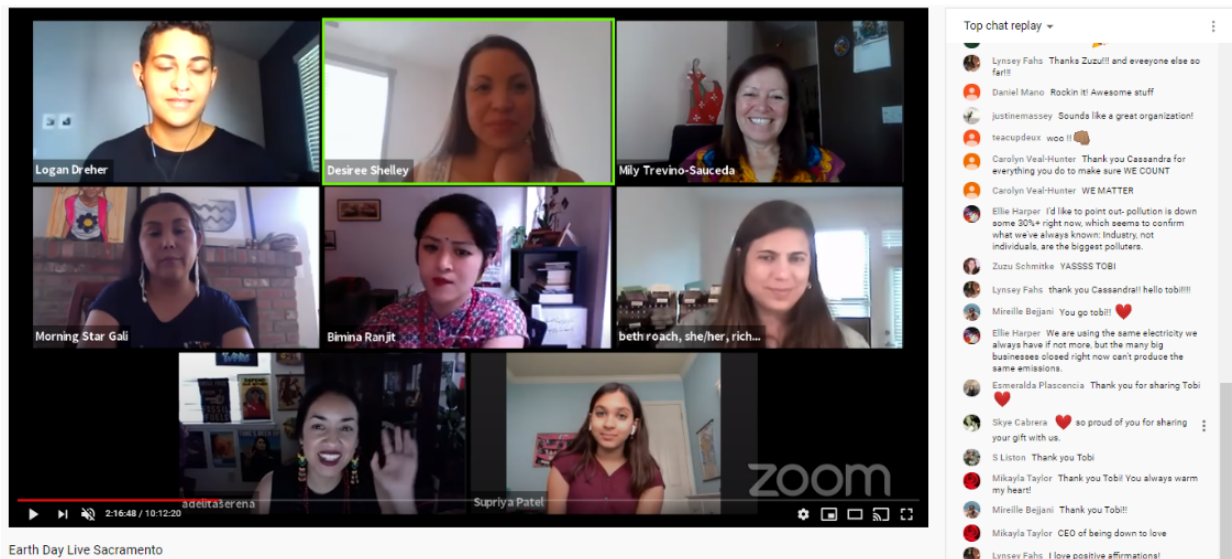 Logan Dreher
Desiree Shelley
Mily Trevino-Sauceda
Morning Star Gali
Bimina Ranjit
beth roach, she/her, rich...
adelitaserena
Supriya Patel
zoom
2:16:48 / 10:12:20
Earth Day Live Sacramento
Top chat replay
Lynsey Fahs Thanks Zuzu!!! and eveeyone else so
far!!!
Daniel Mano Rockin it! Awesome stuff
justinemassey Sounds like a great organization!
teacupdeux woo !!
Carolyn Veal-Hunter Thank you Cassandra for
everything you do to make sure WE COUNT
Carolyn Veal-Hunter WE MATTER
Ellie Harper I'd like to point out- pollution is down
some 30%+ right now, which seems to confirm
what we've always known: Industry, not
individuals, are the biggest polluters.
Zuzu Schmitke YASSSS TOBI
Lynsey Fahs thank you Cassandra!! hello tobi!!!!
Mireille Bejjani You go tobi!! ❤
Ellie Harper We are using the same electricity we
always have if not more, but the many big
businesses closed right now can't produce the
same emissions.
Esmeralda Plascencia Thank you for sharing Tobi
❤
Skye Cabrera ❤ so proud of you for sharing
your gift with us.
S Liston Thank you Tobi
Mikayla Taylor Thank you Tobi! You always warm
my heart!
Mireille Bejjani Thank you Tobi!!
Mikayla Taylor CEO of being down to love
Lynsey Fahs I love positive affirmations!